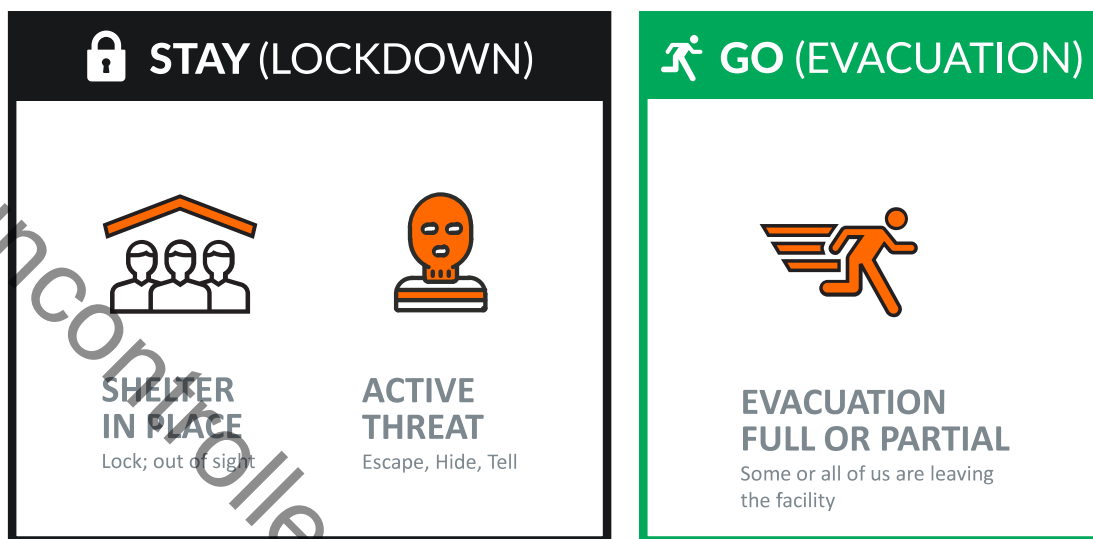 STAY (LOCKDOWN)
SHELTER
IN PLACE
Lock; out of sight
ACTIVE
THREAT
Escape, Hide, Tell
GO (EVACUATION)
EVACUATION
FULL OR PARTIAL
Some or all of us are leaving
the facility